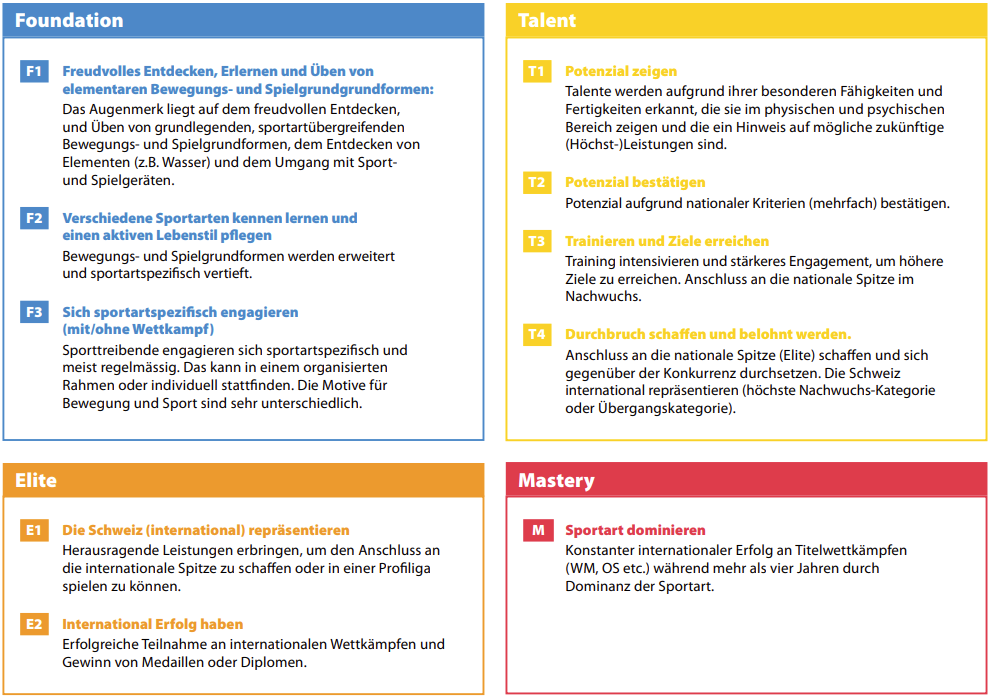 Foundation
F1 Freudvolles Entdecken, Erlernen und Üben von
elementaren Bewegungs- und Spielgrundgrundformen:
Das Augenmerk liegt auf dem freudvollen Entdecken,
und Üben von grundlegenden, sportartübergreifenden
Bewegungs- und Spielgrundformen, dem Entdecken von
Elementen (z.B. Wasser) und dem Umgang mit Sport-
und Spielgeräten.
F2 Verschiedene Sportarten kennen lernen und
einen aktiven Lebenstil pflegen
Bewegungs- und Spielgrundformen werden erweitert
und sportartspezifisch vertieft.
F3 Sich sportartspezifisch engagieren
(mit/ohne Wettkampf)
Sporttreibende engagieren sich sportartspezifisch und
meist regelmässig. Das kann in einem organisierten
Rahmen oder individuell stattfinden. Die Motive für
Bewegung und Sport sind sehr unterschiedlich.
Talent
T1 Potenzial zeigen
Talente werden aufgrund ihrer besonderen Fähigkeiten und
Fertigkeiten erkannt, die sie im physischen und psychischen
Bereich zeigen und die ein Hinweis auf mögliche zukünftige
(Höchst-)Leistungen sind.
T2 Potenzial bestätigen
Potenzial aufgrund nationaler Kriterien (mehrfach) bestätigen.
T3 Trainieren und Ziele erreichen
Training intensivieren und stärkeres Engagement, um höhere
Ziele zu erreichen. Anschluss an die nationale Spitze im
Nachwuchs.
T4 Durchbruch schaffen und belohnt werden.
Anschluss an die nationale Spitze (Elite) schaffen und sich
gegenüber der Konkurrenz durchsetzen. Die Schweiz
international repräsentieren (höchste Nachwuchs-Kategorie
oder Übergangskategorie).
Elite
E1 Die Schweiz (international) repräsentieren
Herausragende Leistungen erbringen, um den Anschluss an
die internationale Spitze zu schaffen oder in einer Profiliga
spielen zu können.
E2 International Erfolg haben
Erfolgreiche Teilnahme an internationalen Wettkämpfen und
Gewinn von Medaillen oder Diplomen.
Mastery
M Sportart dominieren
Konstanter internationaler Erfolg an Titelwettkämpfen
(WM, OS etc.) während mehr als vier Jahren durch
Dominanz der Sportart.